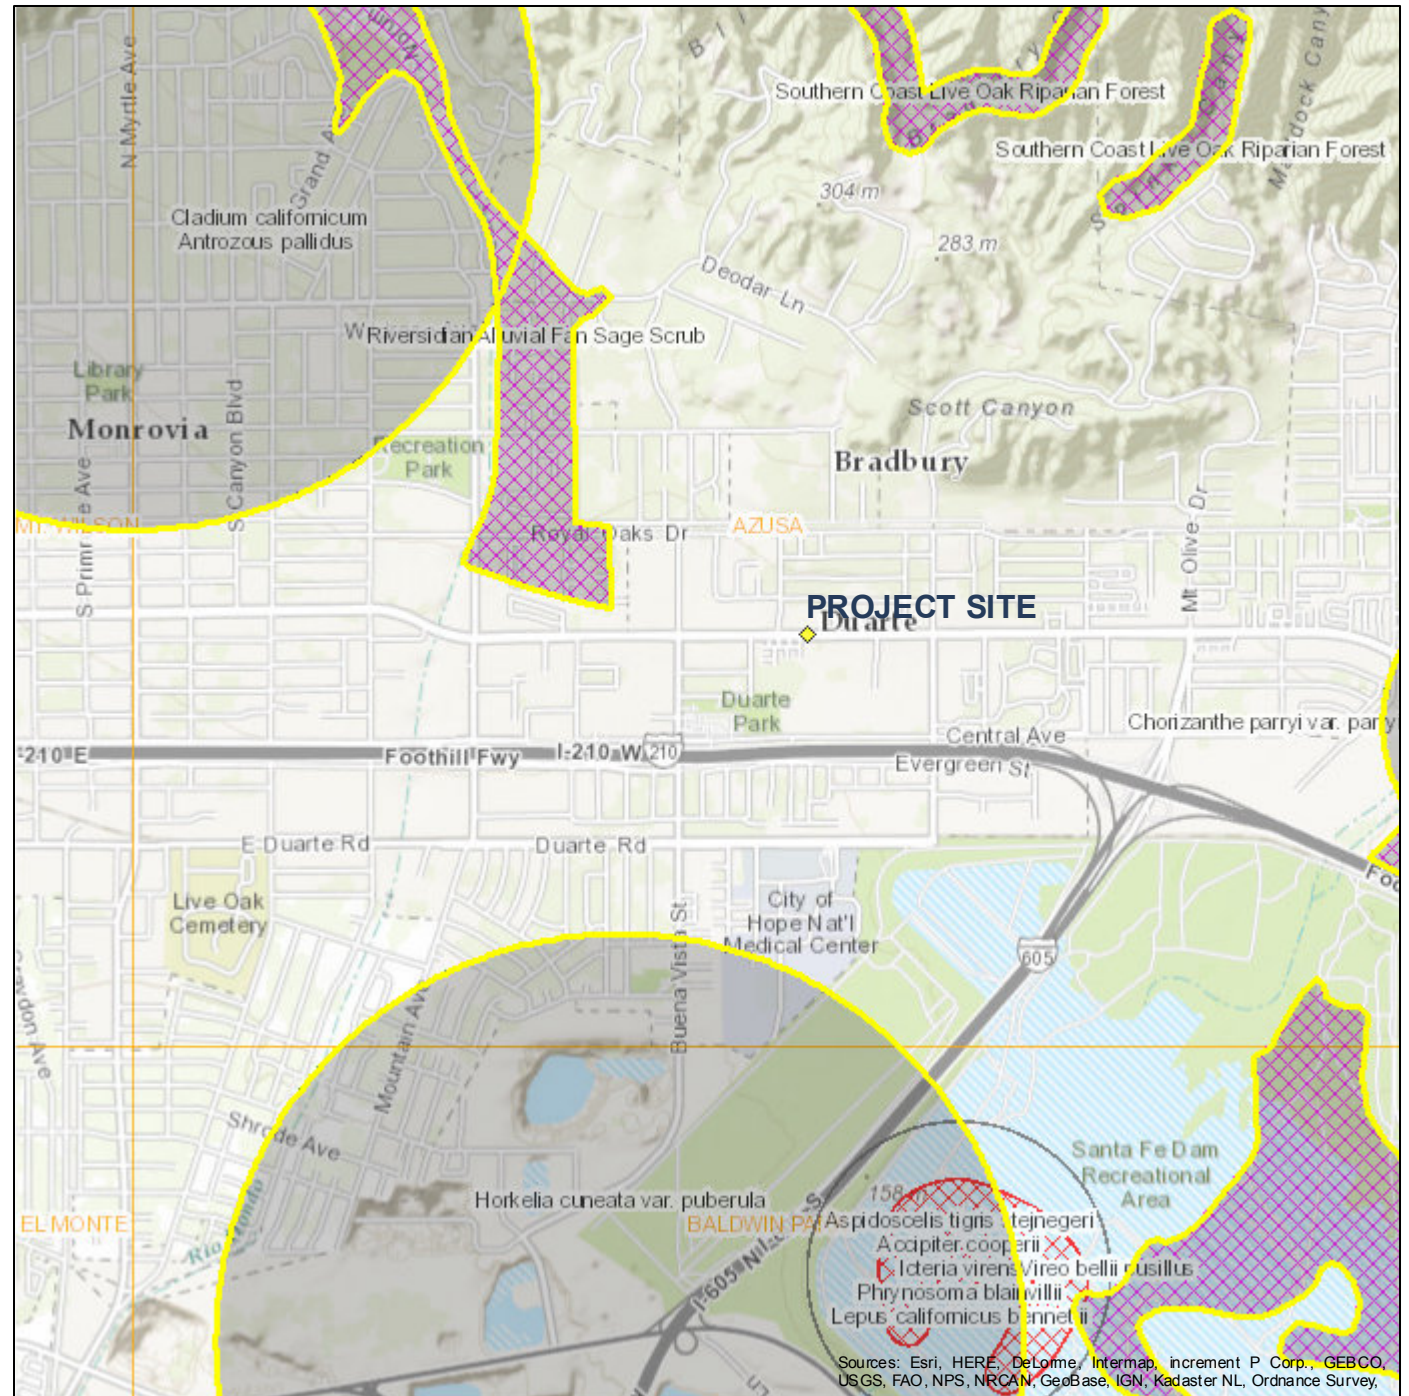 N Myrtle Ave
Grand A
Southern Coast Live Oak Riparian Forest
Southern Coast Live Oak Riparian Forest
304 m
283 m
Cladium californicum
Antrozous pallidus
Deodar Ln
W
Riversidian Alluvial Fan Sage Scrub
Library
Park
Monrovia
S Canyon Blvd
Recreation
Park
Scott Canyon
Bradbury
MT. WILSON
Royal Oaks Dr
AZUSA
Mt Olive Dr
PROJECT SITE
Duarte
Duarte
Park
Chorizanthe parryi var. parry
Central Ave
Evergreen St
-210 E
Foothill Fwy
I-210 W
210
E Duarte Rd
Duarte Rd
Live Oak
Cemetery
City of
Hope Nat'l
Medical Center
Buena Vista St
605
Mountain Ave
Shrode Ave
Santa Fe Dam
Recreational
Area
158 m
Horkelia cuneata var. puberula
EL MONTE
BALDWIN PA
Aspidoscelis tigris stejnegeri
Accipiter cooperii
Icteria virens
Vireo bellii pusillus
Phrynosoma blainvillii
Lepus californicus bennettii
I-605 N
Ln
Sources: Esri, HERE, DeLorme, Intermap, increment P Corp., GEBCO,
USGS, FAO, NPS, NRCAN, GeoBase, IGN, Kadaster NL, Ordnance Survey,